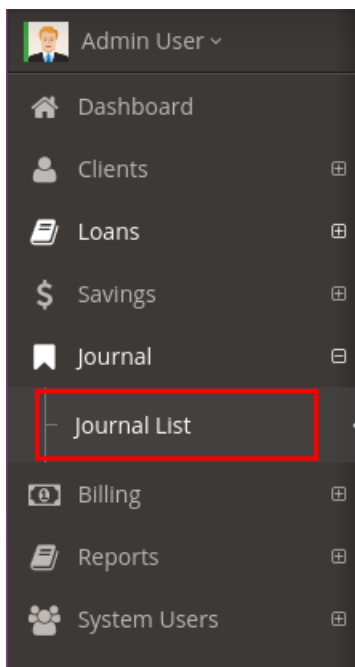 Admin User
Dashboard
Clients
Loans
$ Savings
Journal
Journal List
Billing
Reports
System Users